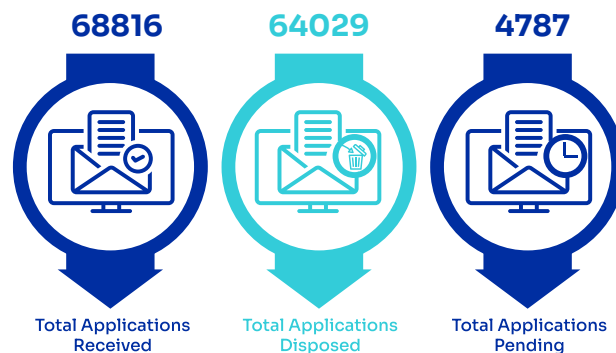 68816
64029
4787
Total Applications
Received
Total Applications
Disposed
Total Applications
Pending